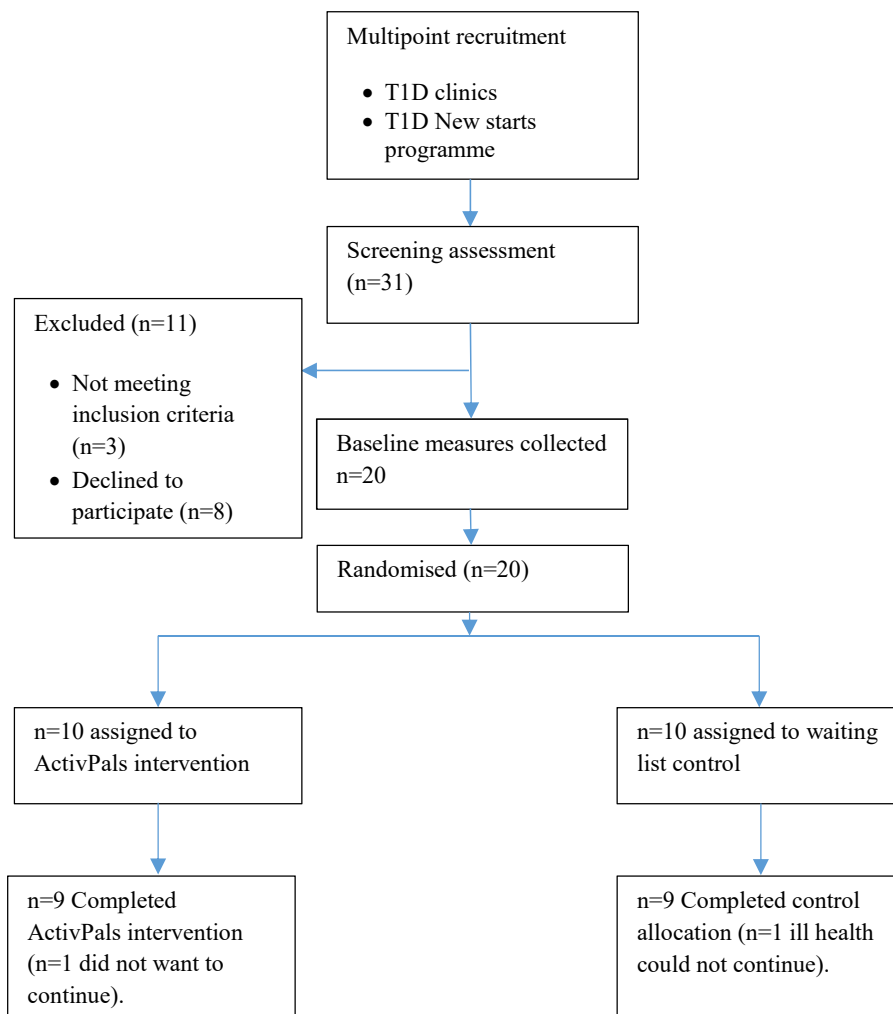 Multipoint recruitment
• T1D clinics
• T1D New starts
programme
Screening assessment
(n=31)
Excluded (n=11)
• Not meeting
inclusion criteria
(n=3)
• Declined to
participate (n=8)
Baseline measures collected
n=20
Randomised (n=20)
n=10 assigned to
ActivPals intervention
n=10 assigned to waiting
list control
n=9 Completed
ActivPals intervention
(n=1 did not want to
continue).
n=9 Completed control
allocation (n=1 ill health
could not continue).